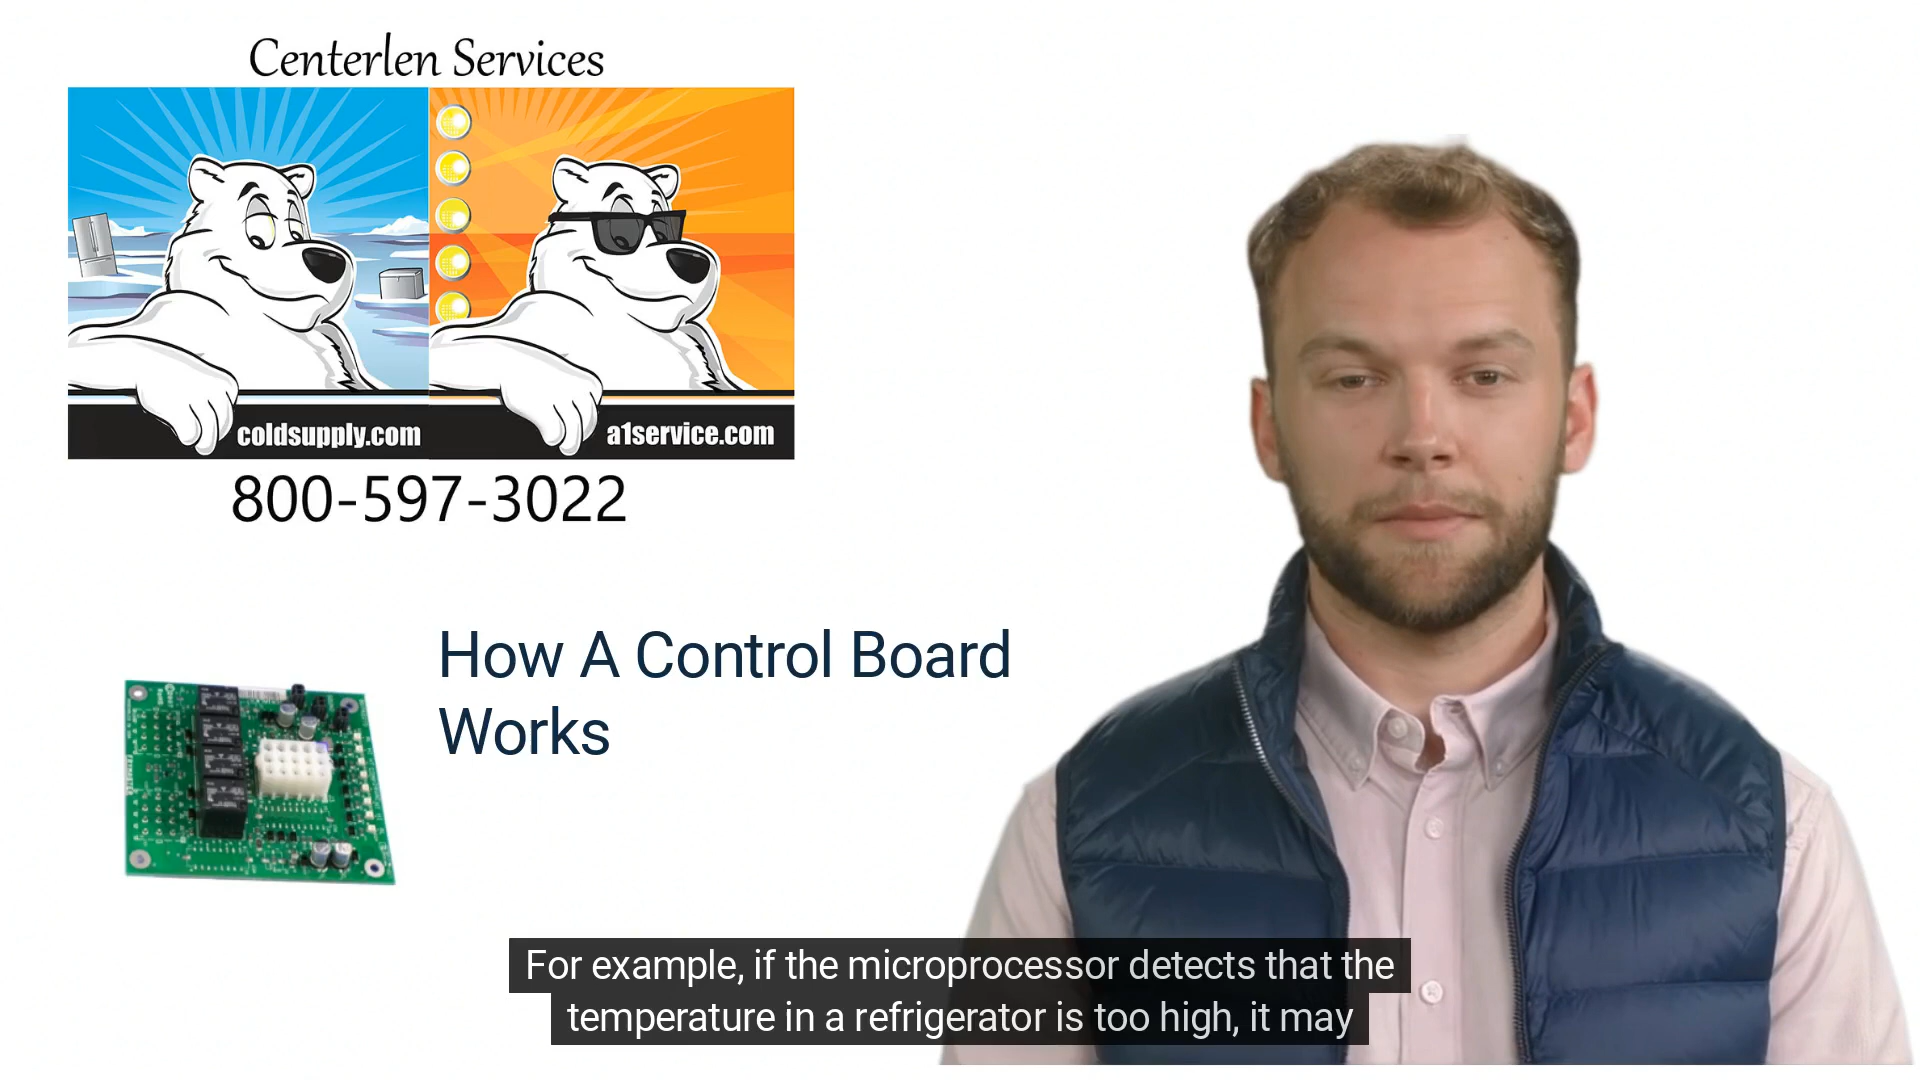 Centerlen Services
coldsupply.com
a1service.com
800-597-3022
How A Control Board
Works
For example, if the microprocessor detects that the
temperature in a refrigerator is too high, it may